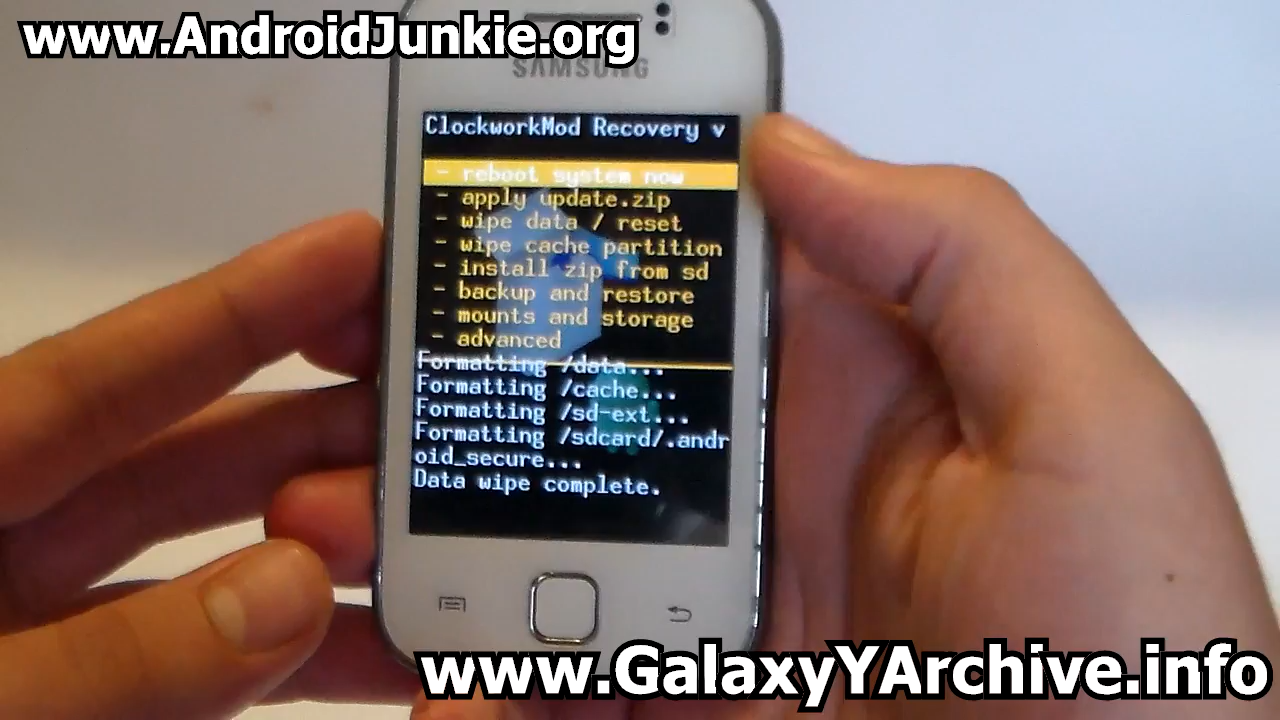 www.AndroidJunkie.org
SAMSUNG
ClockworkMod Recovery v
- reboot system now
- apply update.zip
- wipe data / reset
- wipe cache partition
- install zip from sd
- backup and restore
- mounts and storage
- advanced
Formatting /data...
Formatting /cache...
Formatting /sd-ext...
Formatting /sdcard/.andr
oid_secure...
Data wipe complete.
www.GalaxyYArchive.info